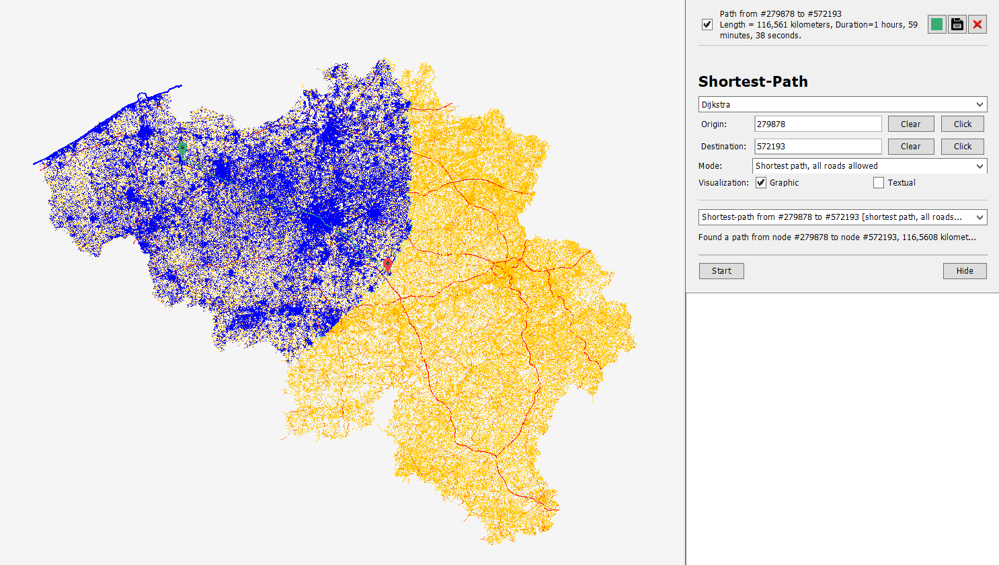 Path from #279878 to #572193
Length = 116,561 kilometers, Duration=1 hours, 59
minutes, 38 seconds.
Shortest-Path
Dijkstra
Origin: 279878 Clear Click
Destination: 572193 Clear Click
Mode: Shortest path, all roads allowed
Visualization: Graphic Textual
Shortest-path from #279878 to #572193 [shortest path, all roads...
Found a path from node #279878 to node #572193, 116,5608 kilomet...
Start Hide